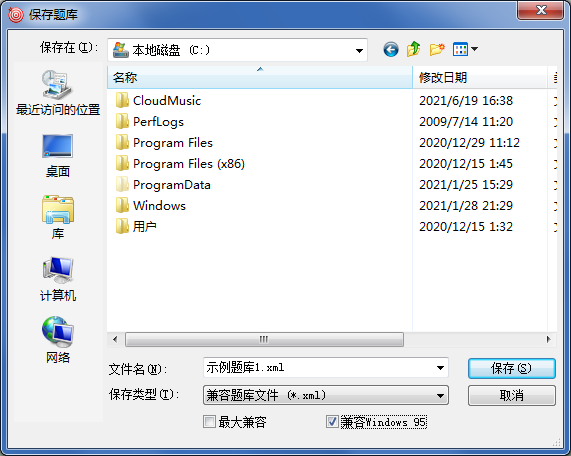 保存题库
保存在(I): 本地磁盘 (C:)
名称 修改日期
最近访问的位置
桌面
库
计算机
网络
CloudMusic 2021/6/19 16:38
PerfLogs 2009/7/14 11:20
Program Files 2020/12/29 11:12
Program Files (x86) 2020/12/15 1:45
ProgramData 2021/1/25 15:29
Windows 2021/1/28 21:29
用户 2020/12/15 1:32
文件名(N): 示例题库1.xml 保存(S)
保存类型(T): 兼容题库文件 (*.xml) 取消
最大兼容 兼容Windows 95